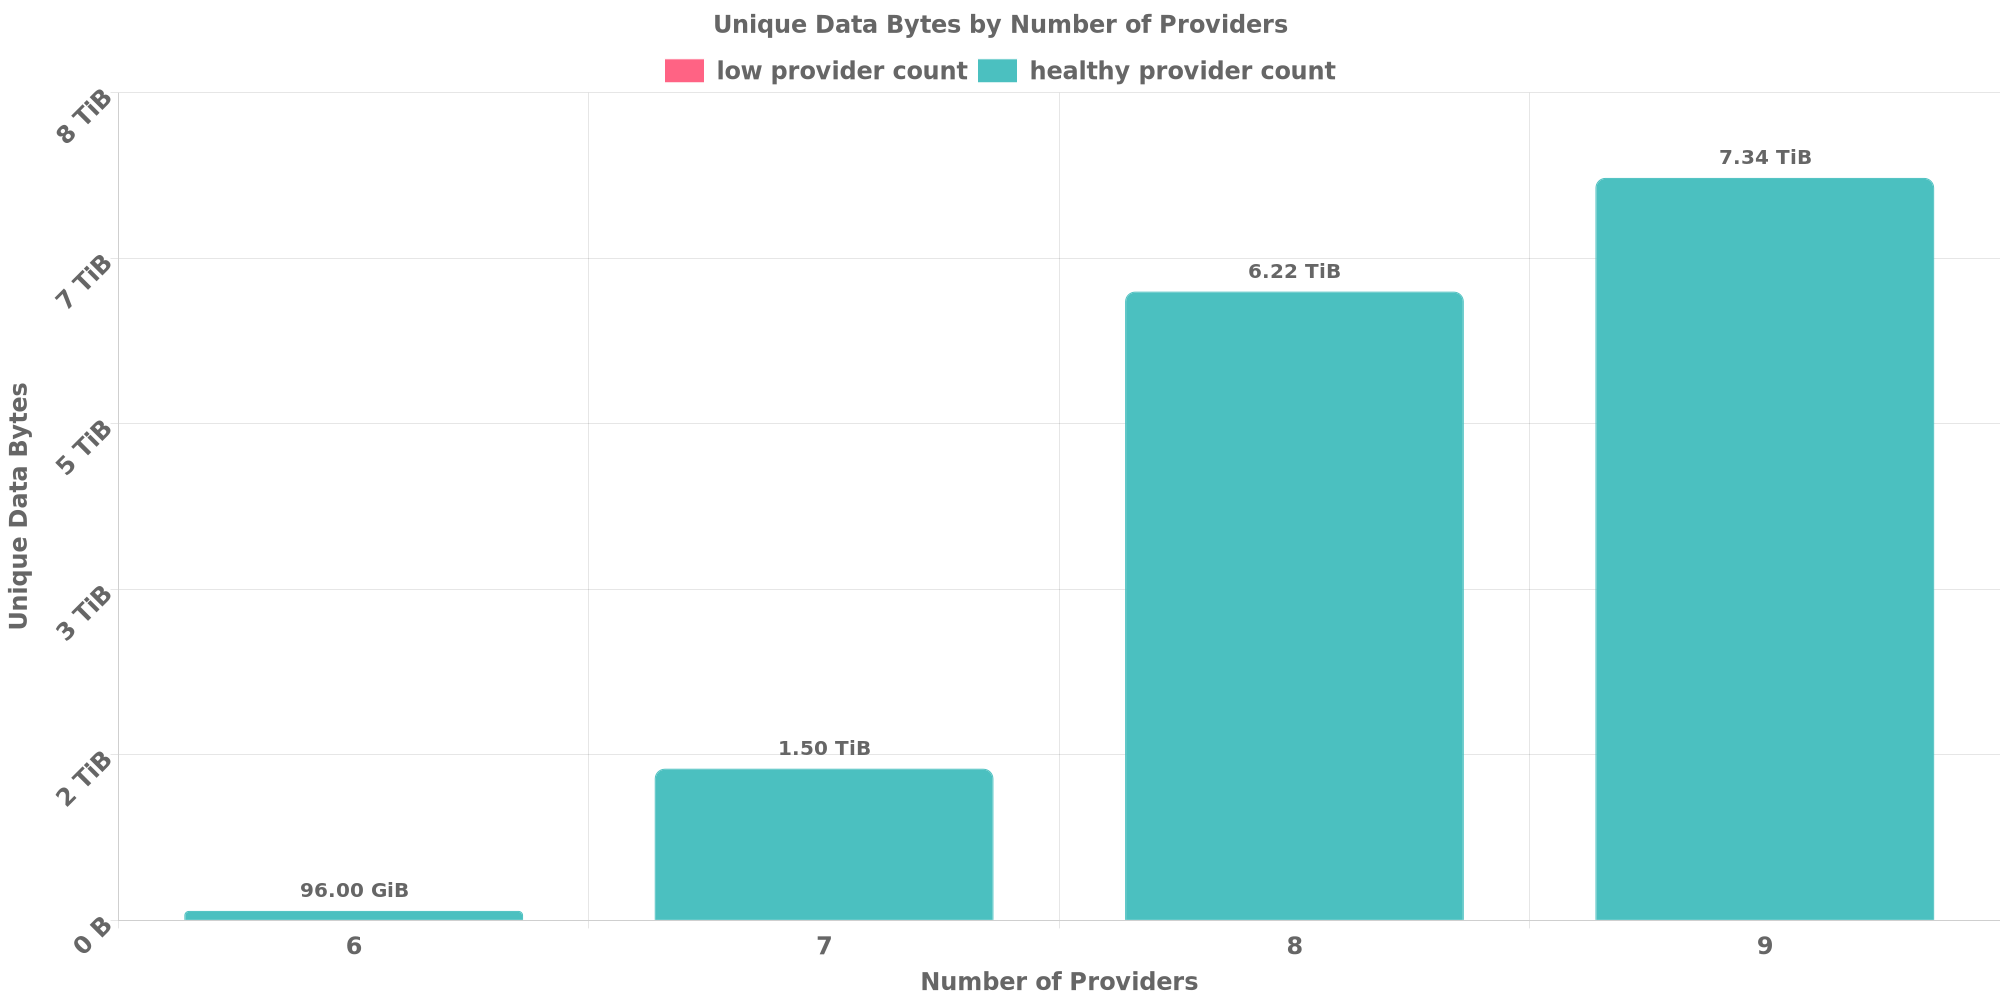 Unique Data Bytes by Number of Providers
low provider count healthy provider count
8 TiB
7 TiB
5 TiB
3 TiB
2 TiB
0 B
Unique Data Bytes
96.00 GiB
1.50 TiB
6.22 TiB
7.34 TiB
6 7 8 9
Number of Providers